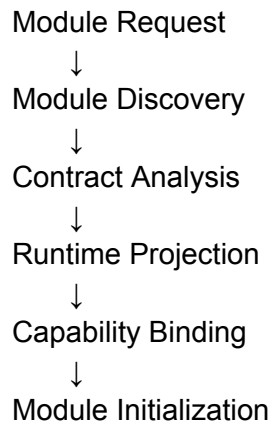 Module Request
↓
Module Discovery
↓
Contract Analysis
↓
Runtime Projection
↓
Capability Binding
↓
Module Initialization